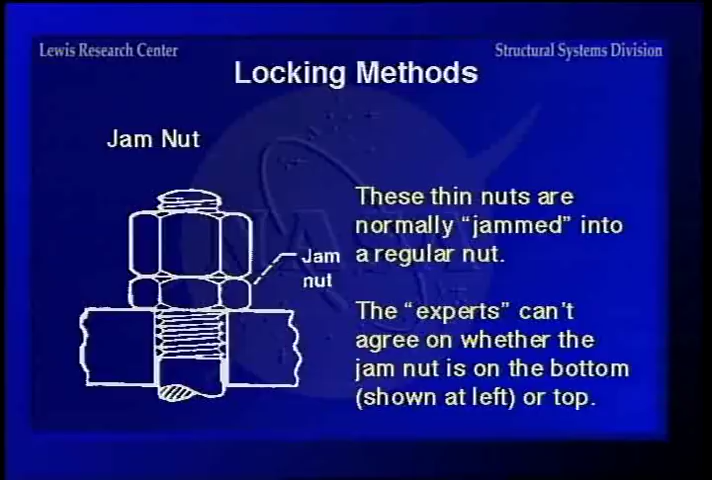 Lewis Research Center
Structural Systems Division
Locking Methods
Jam Nut
Jam
nut
These thin nuts are
normally “jammed” into
a regular nut.
The “experts” can’t
agree on whether the
jam nut is on the bottom
(shown at left) or top.
NASA